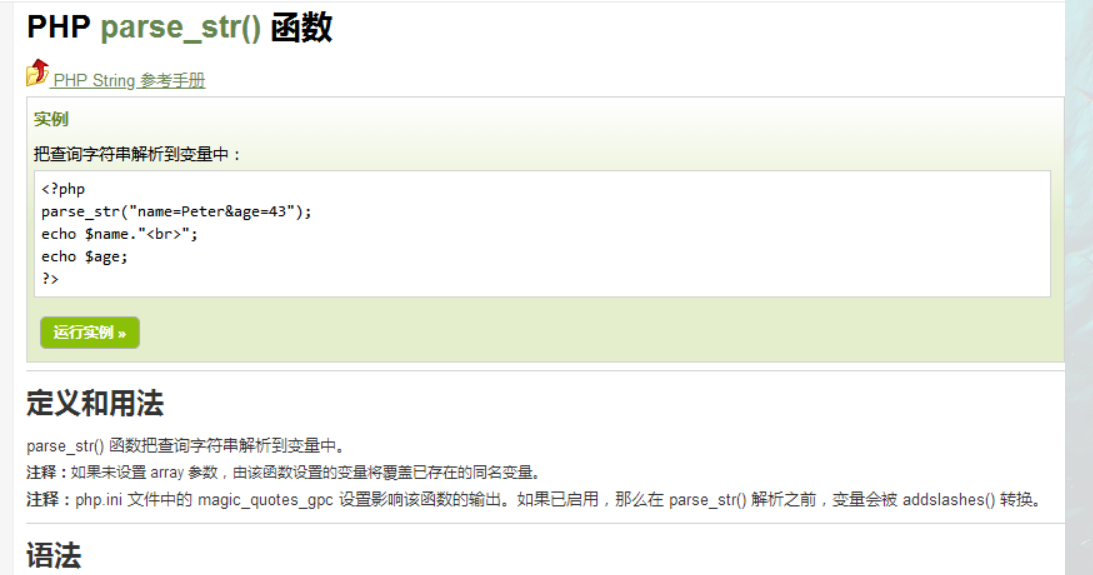 PHP parse_str() 函数
PHP String 参考手册
实例
把查询字符串解析到变量中：
<?php
parse_str("name=Peter&age=43");
echo $name."<br>";
echo $age;
?>
运行实例 »
定义和用法
parse_str() 函数把查询字符串解析到变量中。
注释：如果未设置 array 参数，由该函数设置的变量将覆盖已存在的同名变量。
注释：php.ini 文件中的 magic_quotes_gpc 设置影响该函数的输出。如果已启用，那么在 parse_str() 解析之前，变量会被 addslashes() 转换。
语法